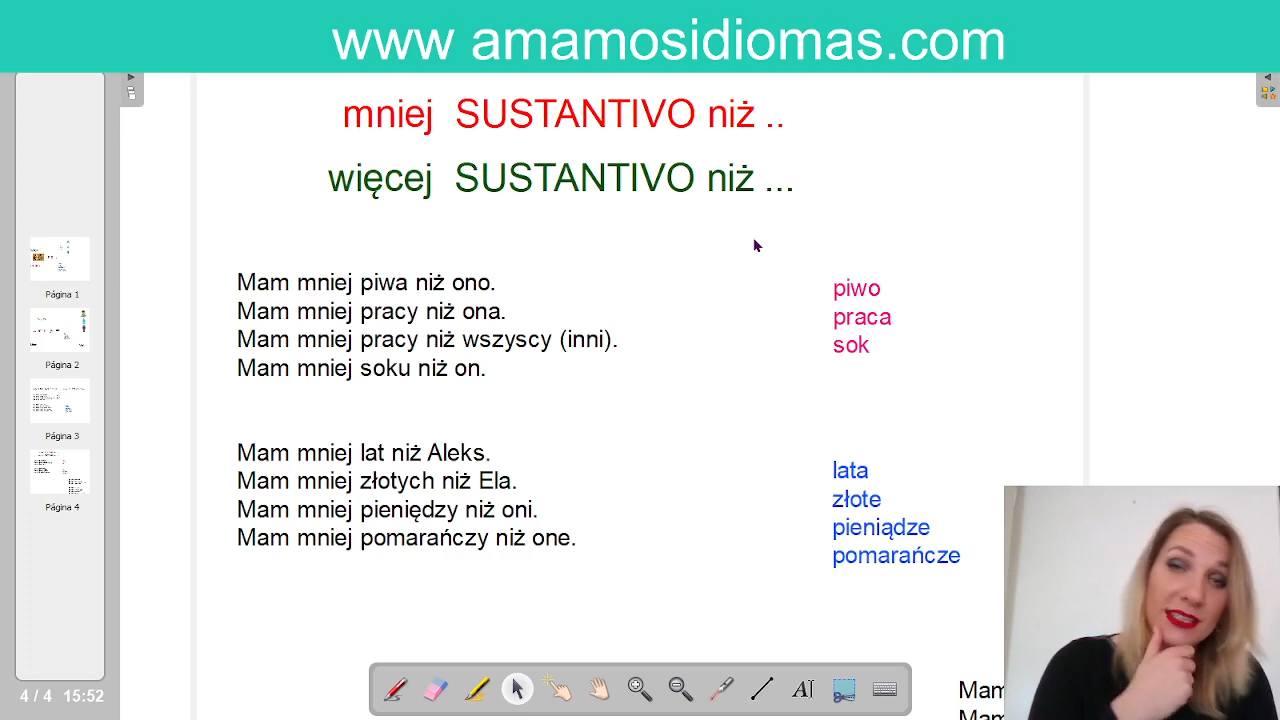 www amamosidiomas.com
mniej SUSTANTIVO niż ..
więcej SUSTANTIVO niż ...
Mam mniej piwa niż ono.
Mam mniej pracy niż ona.
Mam mniej pracy niż wszyscy (inni).
Mam mniej soku niż on.
piwo
praca
sok
Mam mniej lat niż Aleks.
Mam mniej złotych niż Ela.
Mam mniej pieniędzy niż oni.
Mam mniej pomarańczy niż one.
lata
złote
pieniądze
pomarańcze
Página 1
Página 2
Página 3
Página 4
4 / 4 15:52
Mam